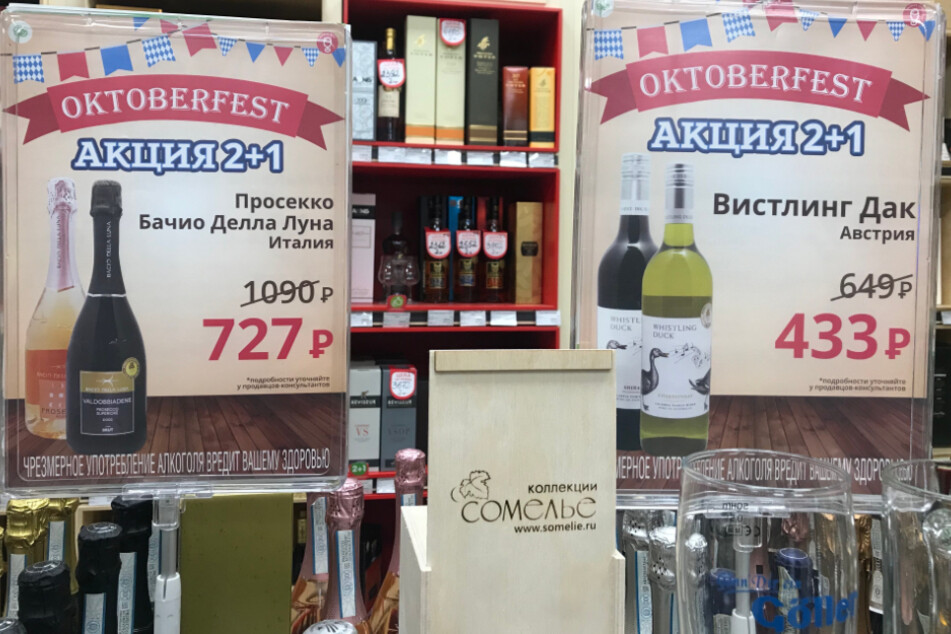 OKTOBERFEST
АКЦИЯ 2+1
Просекко
Бачио Делла Луна
Италия
1090 ₽
727 ₽
*подробности уточняйте
у продавцов-консультантов
VALDOBBIADENE
BRUT
ЧРЕЗМЕРНОЕ УПОТРЕБЛЕНИЕ АЛКОГОЛЯ ВРЕДИТ ВАШЕМУ ЗДОРОВЬЮ
VS
2+1
OKTOBERFEST
АКЦИЯ 2+1
Вистлинг Дак
Австрия
649 ₽
433 ₽
*подробности уточняйте
у продавцов-консультантов
WHISTLING
DUCK
WHISTLING
DUCK
УПОТРЕБЛЕНИЕ АЛКОГОЛЯ ВРЕДИТ ВАШЕМУ ЗДОРОВЬЮ
КОЛЛЕКЦИИ
СОМЕЛЬЕ
www.somelie.ru